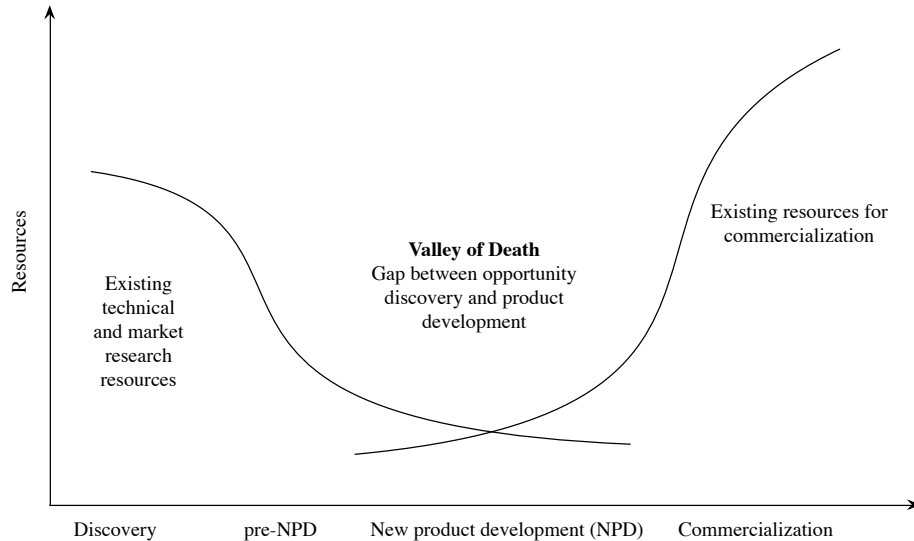 Resources
Existing
technical
and market
research
resources
Valley of Death
Gap between opportunity
discovery and product
development
Existing resources for
commercialization
Discovery
pre-NPD
New product development (NPD)
Commercialization